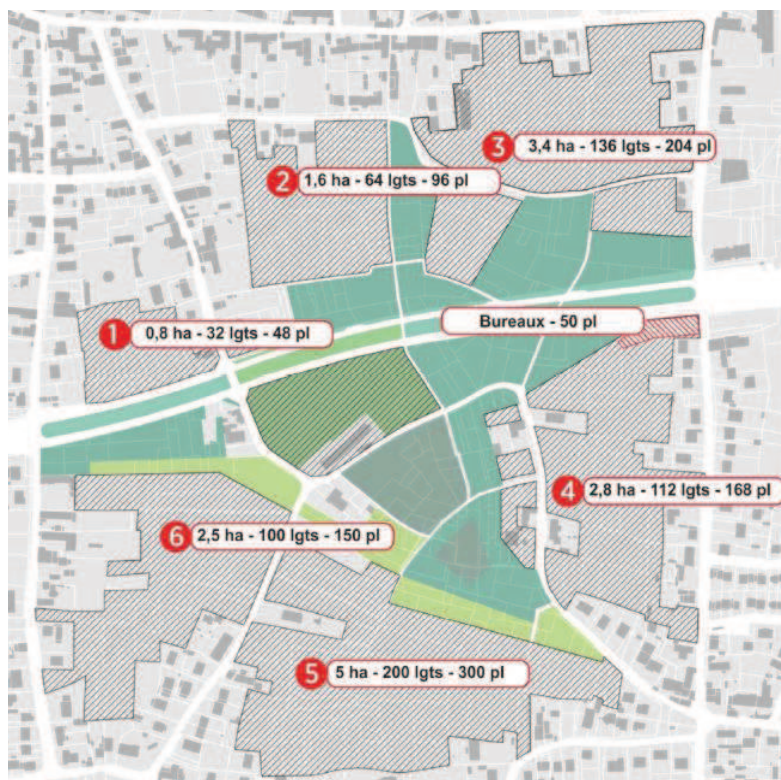 3 3,4 ha - 136 lgts - 204 pl
2 1,6 ha - 64 lgts - 96 pl
Bureaux - 50 pl
1 0,8 ha - 32 lgts - 48 pl
4 2,8 ha - 112 lgts - 168 pl
6 2,5 ha - 100 lgts - 150 pl
5 5 ha - 200 lgts - 300 pl